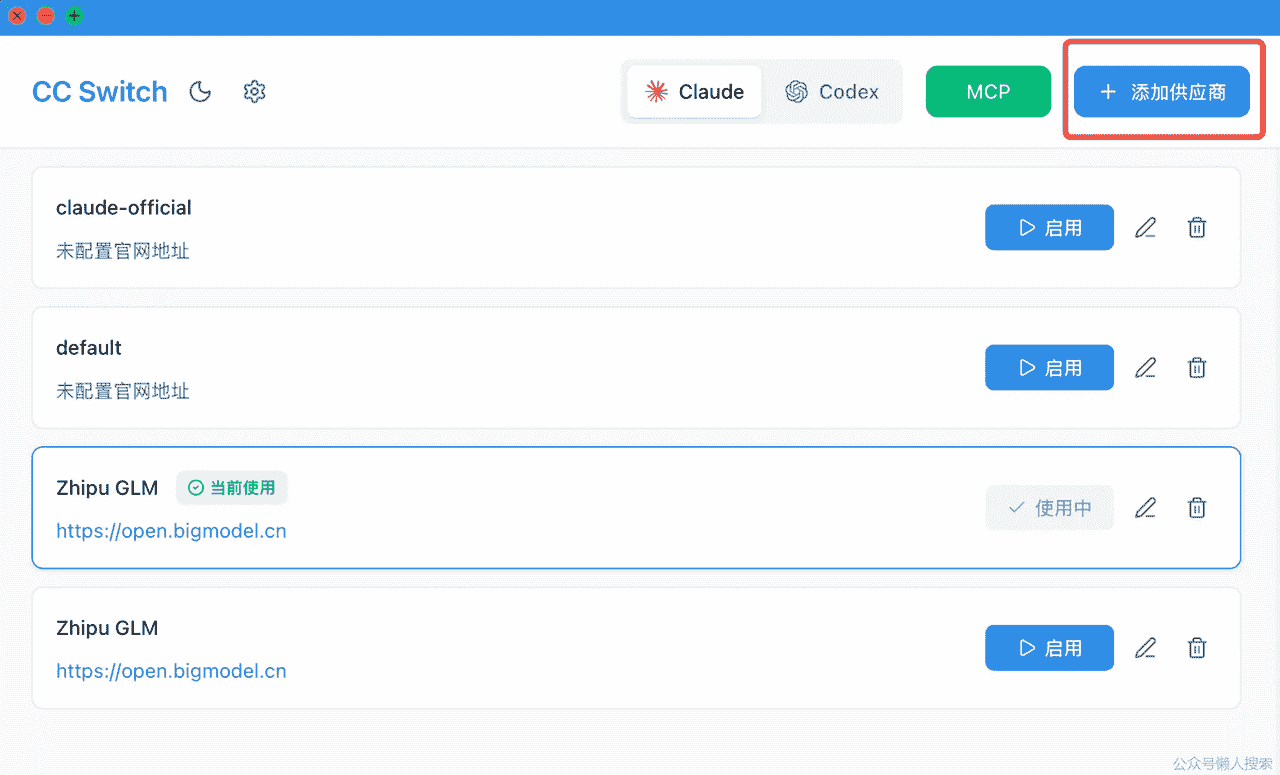 CC Switch Claude Codex MCP + 添加供应商
claude-official
未配置官网地址
启用
default
未配置官网地址
启用
Zhipu GLM 当前使用
https://open.bigmodel.cn
使用中
Zhipu GLM
https://open.bigmodel.cn
启用
公众号懒人搜索